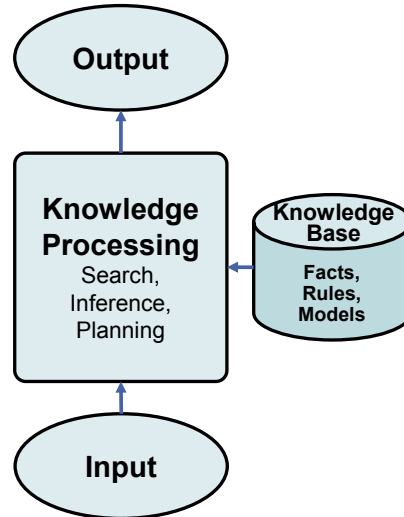 Output
Knowledge
Processing
Search,
Inference,
Planning
Knowledge
Base
Facts,
Rules,
Models
Input